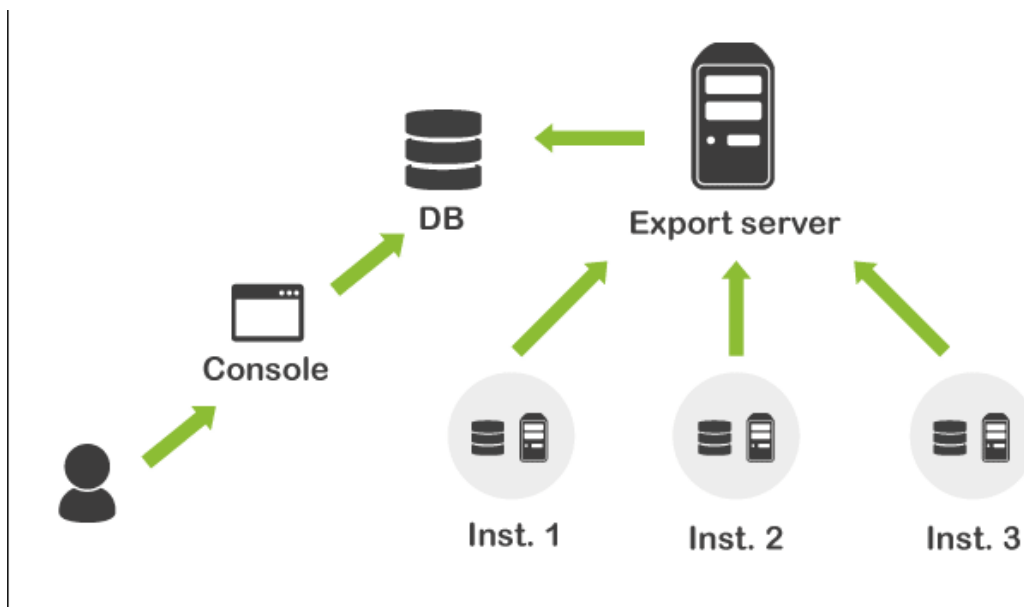 DB
Export server
Console
Inst. 1
Inst. 2
Inst. 3